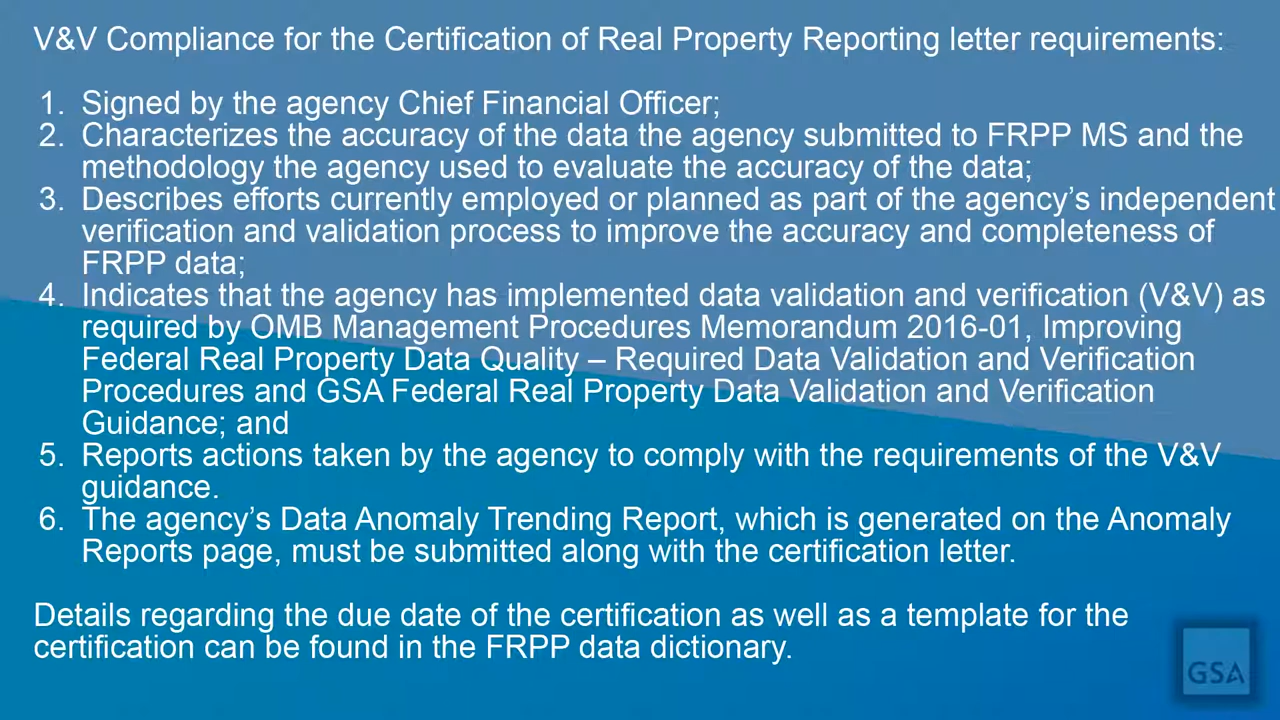 V&V Compliance for the Certification of Real Property Reporting letter requirements:
1. Signed by the agency Chief Financial Officer;
2. Characterizes the accuracy of the data the agency submitted to FRPP MS and the
methodology the agency used to evaluate the accuracy of the data;
3. Describes efforts currently employed or planned as part of the agency’s independent
verification and validation process to improve the accuracy and completeness of
FRPP data;
4. Indicates that the agency has implemented data validation and verification (V&V) as
required by OMB Management Procedures Memorandum 2016-01, Improving
Federal Real Property Data Quality – Required Data Validation and Verification
Procedures and GSA Federal Real Property Data Validation and Verification
Guidance; and
5. Reports actions taken by the agency to comply with the requirements of the V&V
guidance.
6. The agency’s Data Anomaly Trending Report, which is generated on the Anomaly
Reports page, must be submitted along with the certification letter.
Details regarding the due date of the certification as well as a template for the
certification can be found in the FRPP data dictionary.
GSA